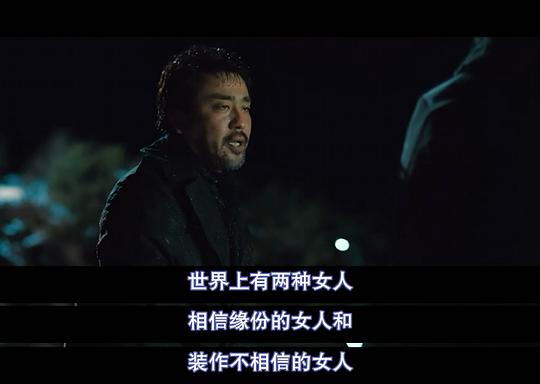 世界上有两种女人
相信缘份的女人和
装作不相信的女人